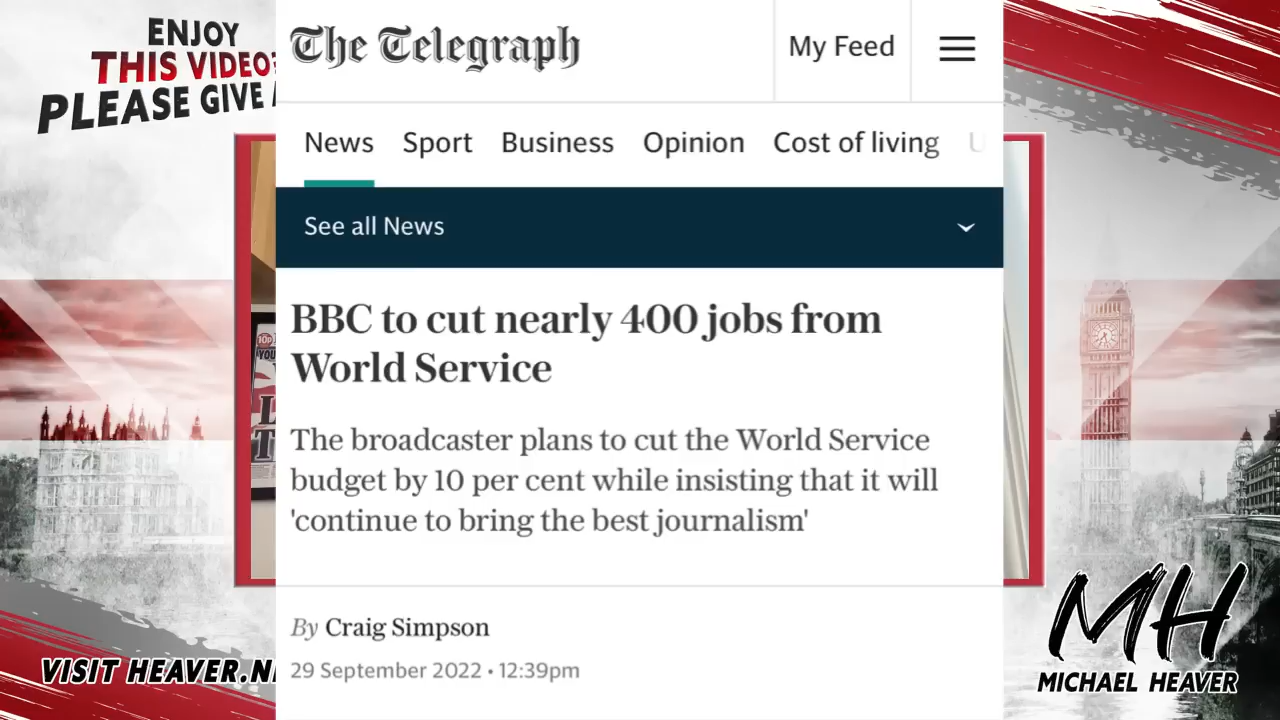 ENJOY
THIS VIDEO?
PLEASE GIVE
The Telegraph
My Feed
News Sport Business Opinion Cost of living U
See all News
BBC to cut nearly 400 jobs from
World Service
The broadcaster plans to cut the World Service
budget by 10 per cent while insisting that it will
'continue to bring the best journalism'
By Craig Simpson
29 September 2022 • 12:39pm
10p
VISIT HEAVER.N
MH
MICHAEL HEAVER